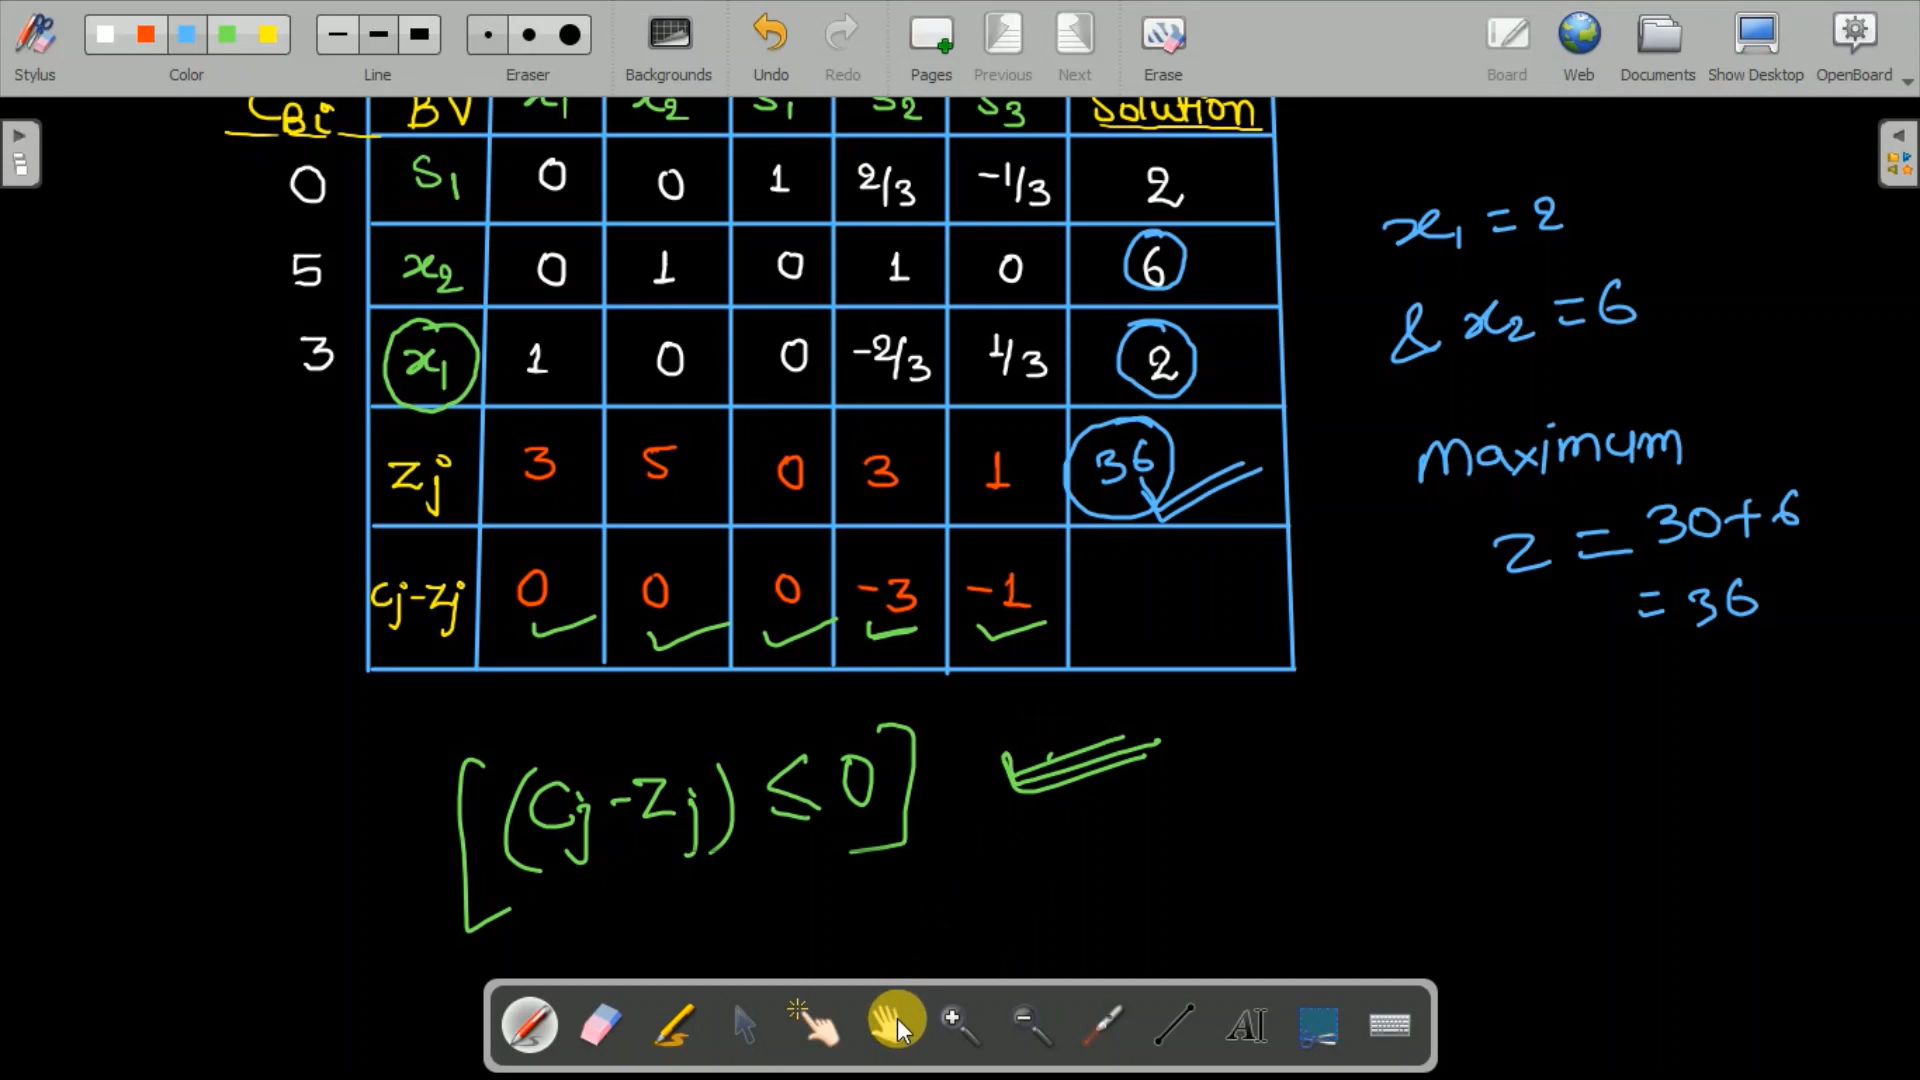 Stylus Color Line Eraser Backgrounds Undo Redo Pages Previous Next Erase Board Web Documents Show Desktop OpenBoard
CBi BV x1 x2 S1 S2 S3 Solution
0 S1 0 0 1 2/3 -1/3 2
5 x2 0 1 0 1 0 6
3 x1 1 0 0 -2/3 1/3 2
Zj 3 5 0 3 1 36
Cj-Zj 0 0 0 -3 -1
x1 = 2
& x2 = 6
Maximum
Z = 30+6
= 36
[(Cj-Zj) ≤ 0]
AI